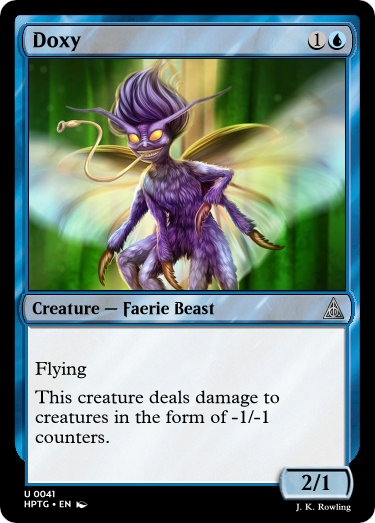 Doxy 1
Creature — Faerie Beast
Flying
This creature deals damage to
creatures in the form of -1/-1
counters.
2/1
U 0041
HPTG • EN J. K. Rowling